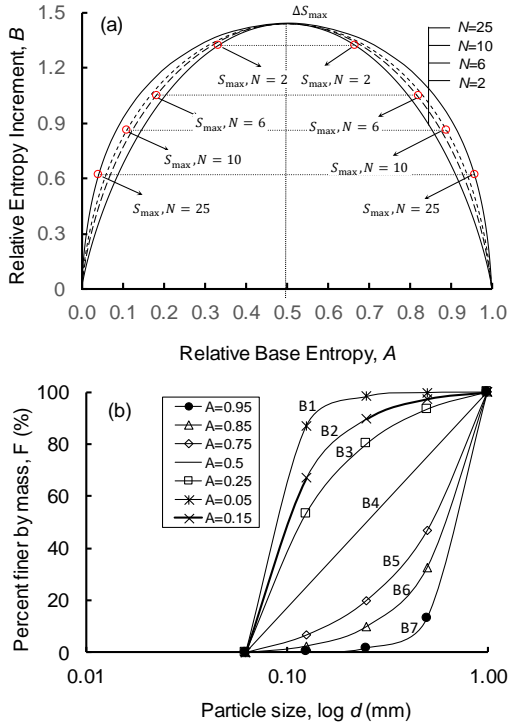 (a)
ΔSmax
N=25
N=10
N=6
N=2
Smax, N = 2
Smax, N = 2
Smax, N = 6
Smax, N = 6
Smax, N = 10
Smax, N = 10
Smax, N = 25
Smax, N = 25
Relative Entropy Increment, B
1.5
1.2
0.9
0.6
0.3
0
0.0 0.1 0.2 0.3 0.4 0.5 0.6 0.7 0.8 0.9 1.0
Relative Base Entropy, A
(b)
A=0.95
A=0.85
A=0.75
A=0.5
A=0.25
A=0.05
A=0.15
B1
B2
B3
B4
B5
B6
B7
Percent finer by mass, F (%)
100
80
60
40
20
0
0.01 0.10 1.00
Particle size, log d (mm)